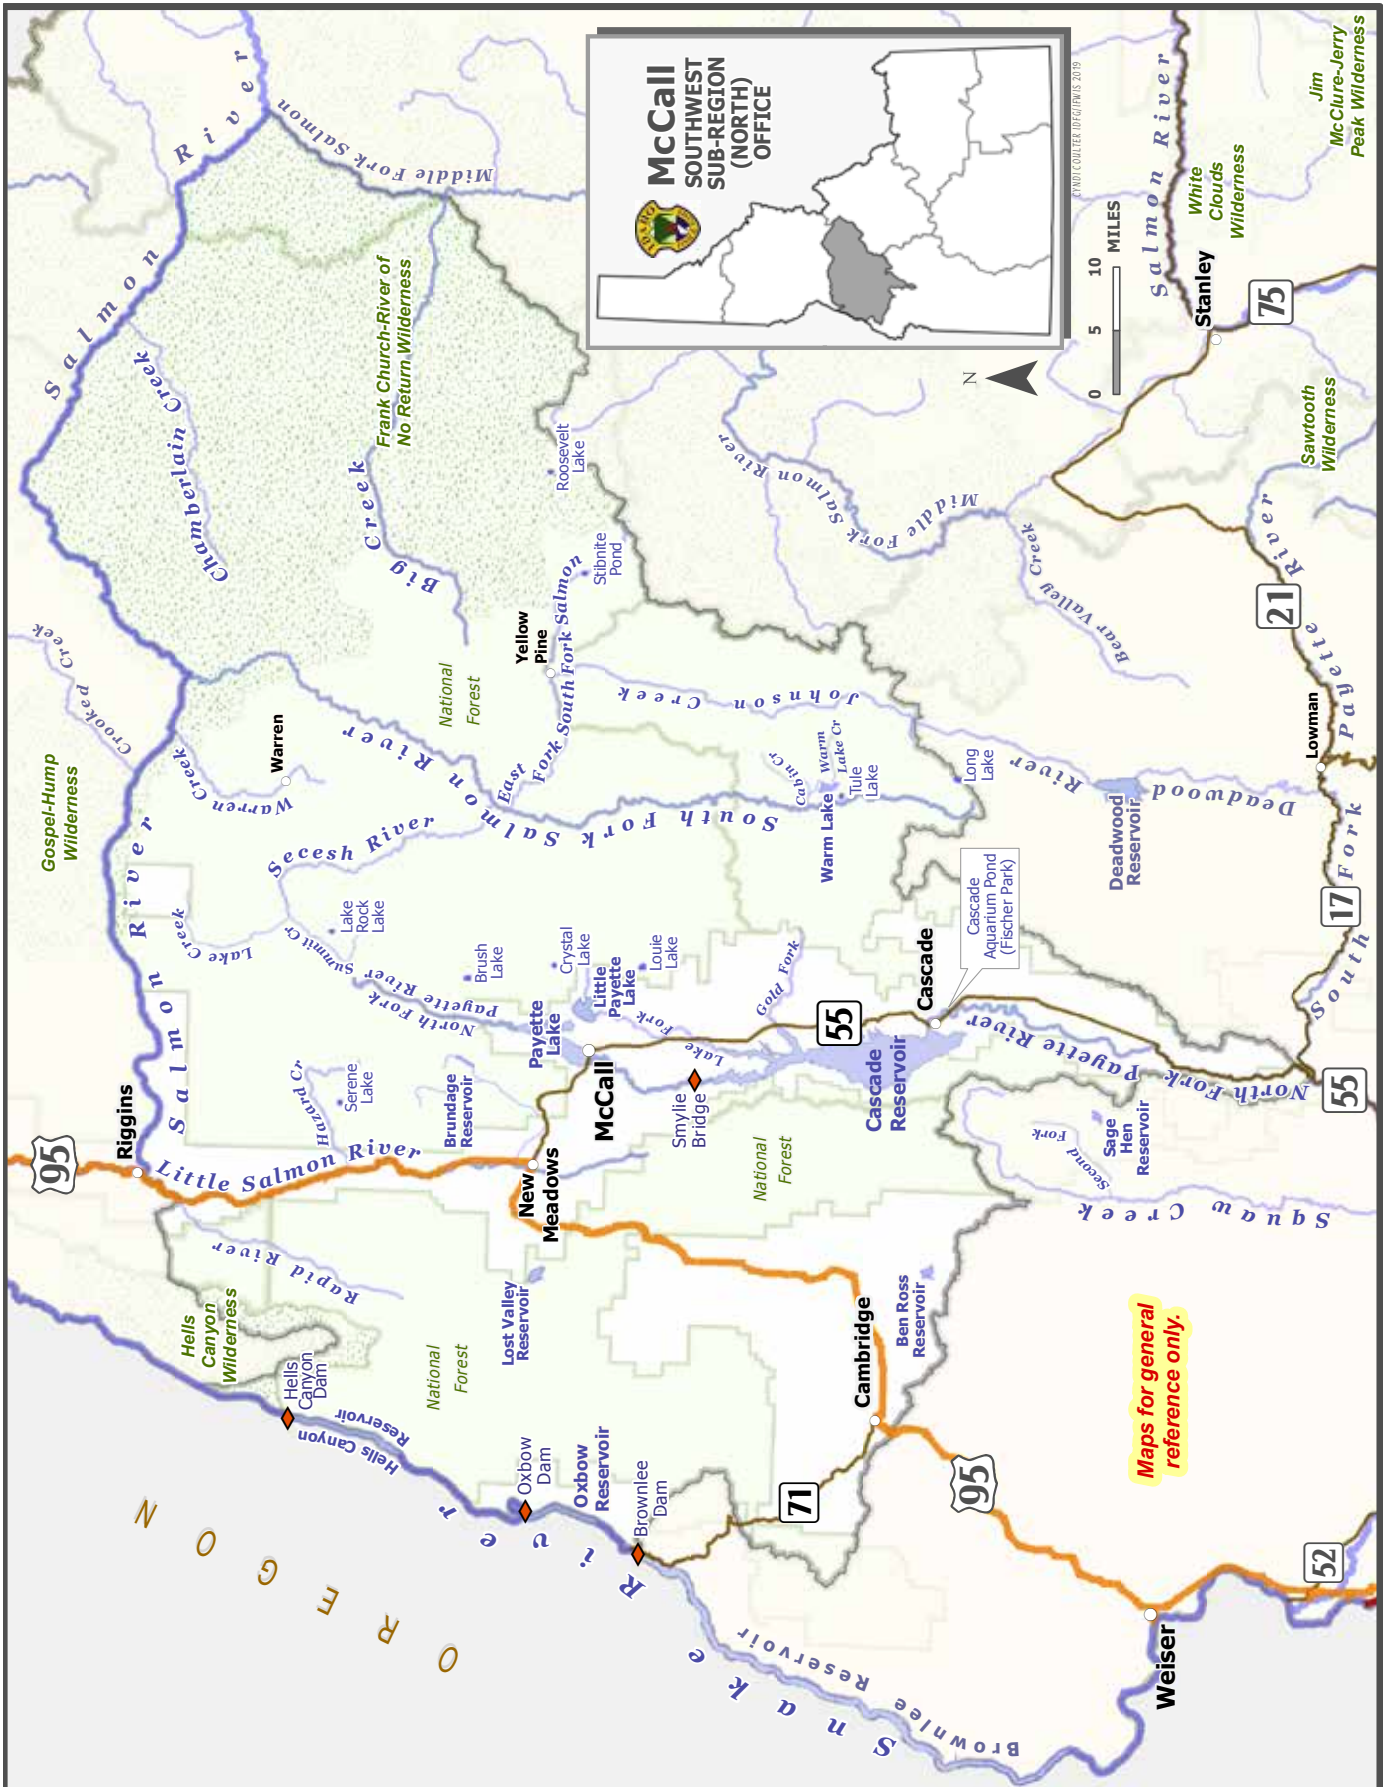 McCall
SOUTHWEST
SUB-REGION
(NORTH)
OFFICE
IDAHO
CYNDI COULTER IDFG/IFWIS 2019
N
0 5 10 MILES
Gospel-Hump
Wilderness
Crooked Creek
Salmon River
Salmon River
Middle Fork Salmon
Chamberlain Creek
Frank Church-River of
No Return Wilderness
Big Creek
Roosevelt
Lake
Stibnite
Pond
Yellow
Pine
East Fork South Fork Salmon
National
Forest
Warren
Warren Creek
South Fork Salmon River
Secesh River
Lake Creek
Summit Cr
Lake
Rock
Lake
North Fork
Payette River
Brush
Lake
Crystal
Lake
Little
Payette
Lake
Louie
Lake
Payette
Lake
McCall
Lake Fork
Gold Fork
Smylie
Bridge
55
Cascade
Reservoir
Cascade
Cascade
Aquarium Pond
(Fischer Park)
Johnson Creek
Cabin Cr
Warm
Lake Cr
Warm Lake
Tule
Lake
Long
Lake
Deadwood River
Deadwood
Reservoir
Middle Fork Salmon River
Bear Valley Creek
Salmon River
White
Clouds
Wilderness
Jim
McClure-Jerry
Peak Wilderness
Stanley
75
Sawtooth
Wilderness
21
Lowman
17
South Fork Payette River
55
North Fork Payette River
Sage
Hen
Reservoir
Second Fork
Squaw Creek
95
Riggins
Little Salmon River
Hazard Cr
Serene
Lake
Brundage
Reservoir
New
Meadows
National
Forest
Rapid River
Hells
Canyon
Wilderness
Hells
Canyon
Dam
Hells Canyon
Reservoir
National
Forest
Lost Valley
Reservoir
Oxbow
Dam
Oxbow
Reservoir
Brownlee
Dam
71
Cambridge
Ben Ross
Reservoir
95
Snake River
Brownlee Reservoir
OREGON
Weiser
52
Maps for general
reference only.